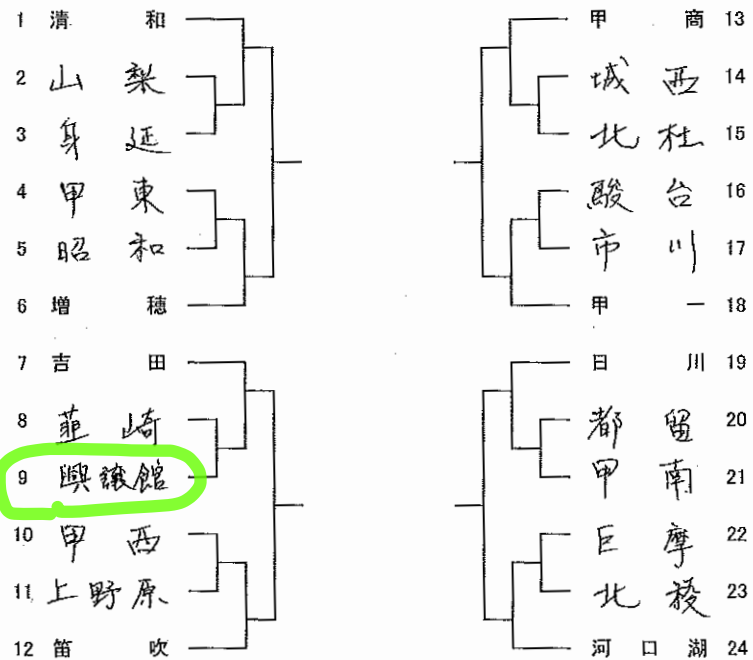 1 清和
2 山梨
3 身延
4 甲東
5 昭和
6 増穂
7 吉田
8 韮崎
9 興譲館
10 甲西
11 上野原
12 笛吹
甲商 13
城西 14
北杜 15
駿台 16
市川 17
甲一 18
日川 19
都留 20
甲南 21
巨摩 22
北稜 23
河口湖 24